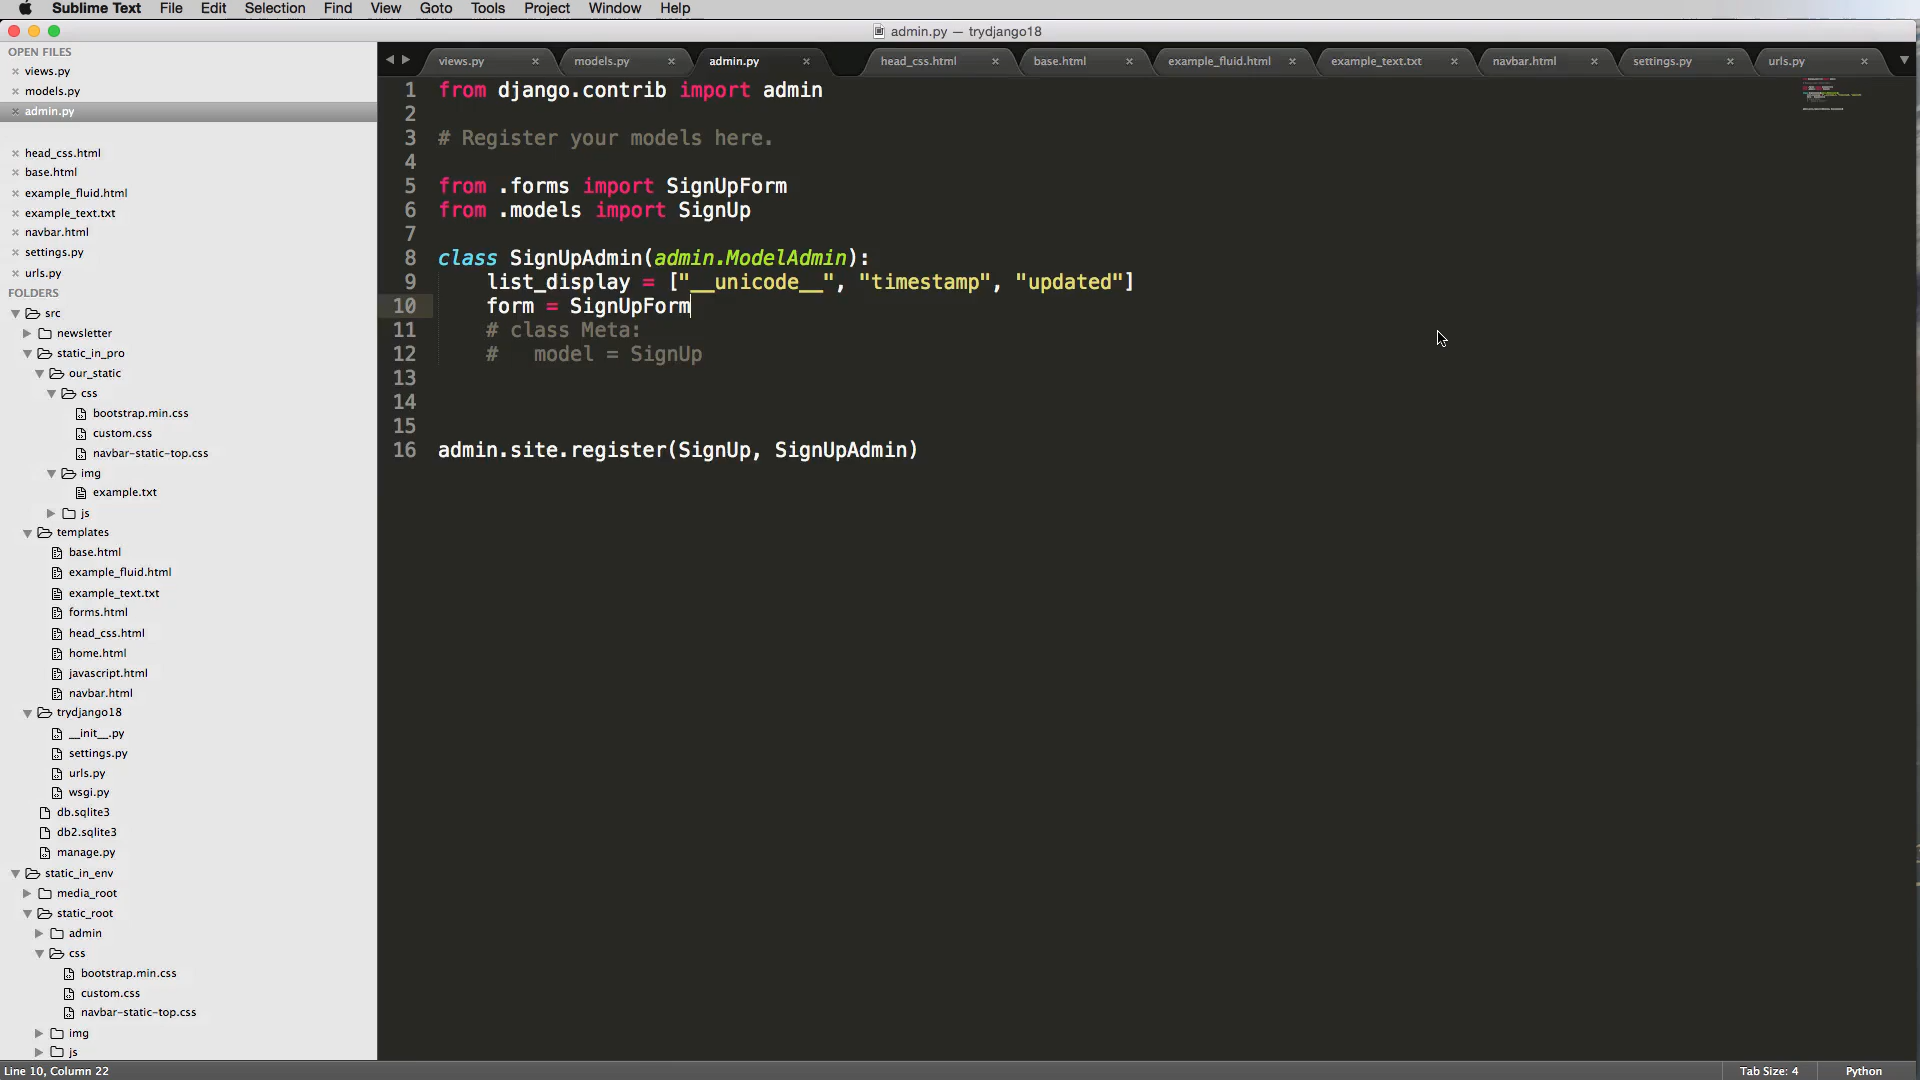 Sublime Text File Edit Selection Find View Goto Tools Project Window Help
admin.py — trydjango18
OPEN FILES
views.py
models.py
admin.py
head_css.html
base.html
example_fluid.html
example_text.txt
navbar.html
settings.py
urls.py
FOLDERS
src
newsletter
static_in_pro
our_static
css
bootstrap.min.css
custom.css
navbar-static-top.css
img
example.txt
js
templates
base.html
example_fluid.html
example_text.txt
forms.html
head_css.html
home.html
javascript.html
navbar.html
trydjango18
__init__.py
settings.py
urls.py
wsgi.py
db.sqlite3
db2.sqlite3
manage.py
static_in_env
media_root
static_root
admin
css
bootstrap.min.css
custom.css
navbar-static-top.css
img
js
views.py models.py admin.py head_css.html base.html example_fluid.html example_text.txt navbar.html settings.py urls.py
1 from django.contrib import admin
2
3 # Register your models here.
4
5 from .forms import SignUpForm
6 from .models import SignUp
7
8 class SignUpAdmin(admin.ModelAdmin):
9 list_display = ["__unicode__", "timestamp", "updated"]
10 form = SignUpForm
11 # class Meta:
12 # model = SignUp
13
14
15
16 admin.site.register(SignUp, SignUpAdmin)
Line 10, Column 22 Tab Size: 4 Python